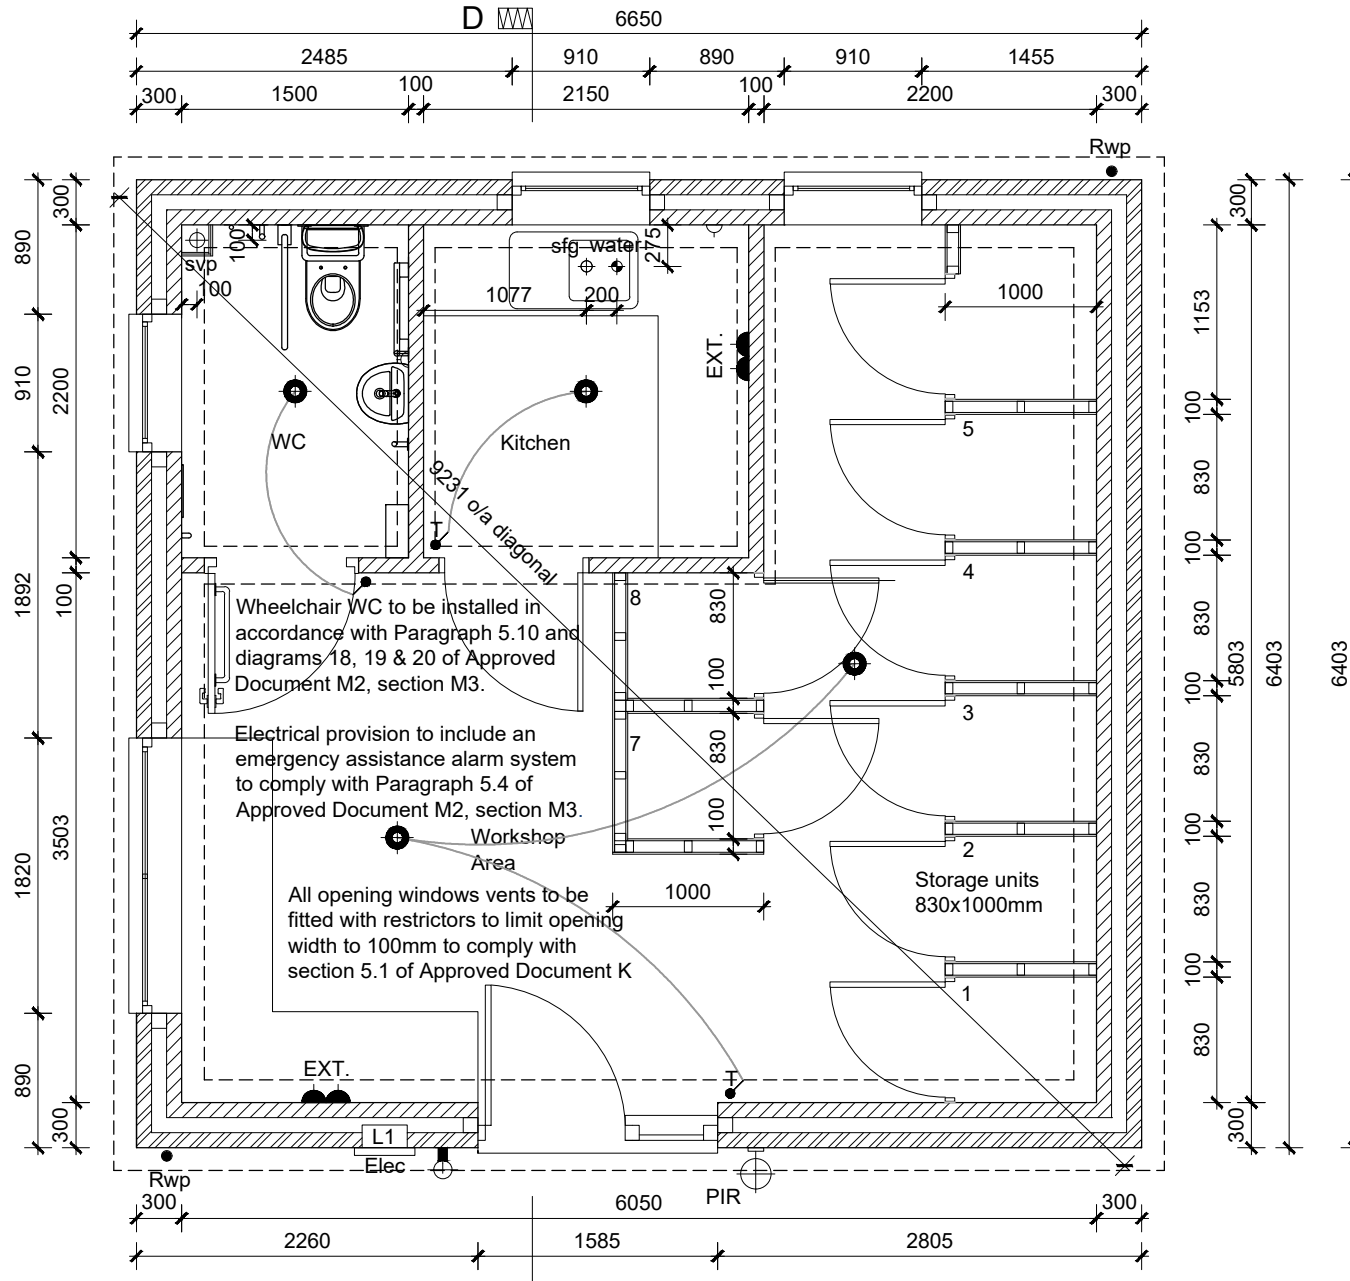 D
6650
2485 910 890 910 1455
300 1500 100 2150 100 2200 300
Rwp
300
890
910
2200
1892
100
3503
1820
890
300
svp
100
100
WC
sfg water
275
1077 200
Kitchen
EXT.
T
9231 o/a diagonal
1000
5
4
3
2
1
8
7
830
100
830
100
1000
Wheelchair WC to be installed in
accordance with Paragraph 5.10 and
diagrams 18, 19 & 20 of Approved
Document M2, section M3.
Electrical provision to include an
emergency assistance alarm system
to comply with Paragraph 5.4 of
Approved Document M2, section M3.
Workshop
Area
All opening windows vents to be
fitted with restrictors to limit opening
width to 100mm to comply with
section 5.1 of Approved Document K
Storage units
830x1000mm
300
1153
100
830
100
830
100
830
100
830
100
830
300
5803
6403
6403
EXT.
T
L1
Elec
Rwp
PIR
300 6050 300
2260 1585 2805